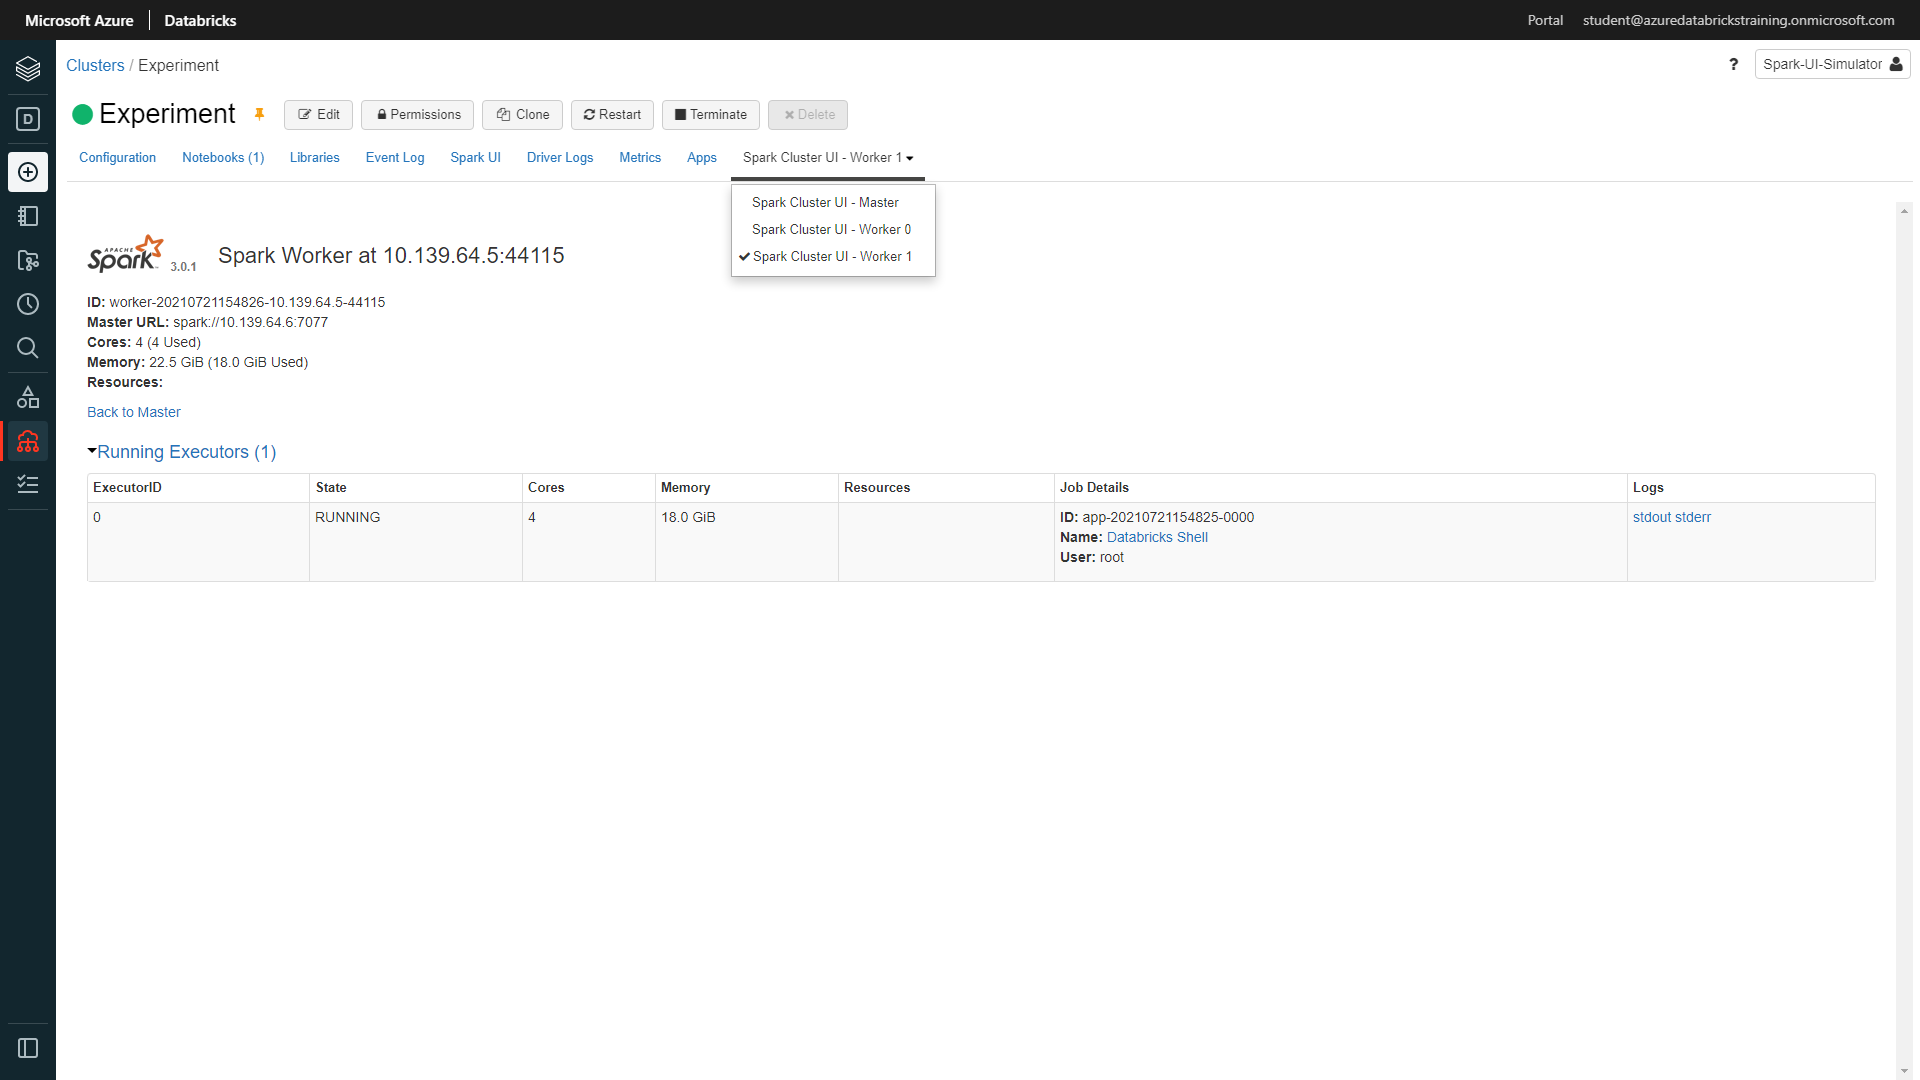 Microsoft Azure Databricks Portal student@azuredatabrickstraining.onmicrosoft.com
Clusters / Experiment ? Spark-UI-Simulator
Experiment Edit Permissions Clone Restart Terminate Delete
Configuration Notebooks (1) Libraries Event Log Spark UI Driver Logs Metrics Apps Spark Cluster UI - Worker 1
Spark Cluster UI - Master
Spark Cluster UI - Worker 0
Spark Cluster UI - Worker 1
D
APACHE Spark 3.0.1 Spark Worker at 10.139.64.5:44115
ID: worker-20210721154826-10.139.64.5-44115
Master URL: spark://10.139.64.6:7077
Cores: 4 (4 Used)
Memory: 22.5 GiB (18.0 GiB Used)
Resources:
Back to Master
Running Executors (1)
ExecutorID State Cores Memory Resources Job Details Logs
0 RUNNING 4 18.0 GiB ID: app-20210721154825-0000 stdout stderr
Name: Databricks Shell
User: root